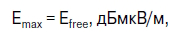 Emax = Efree, дБмкВ/м,